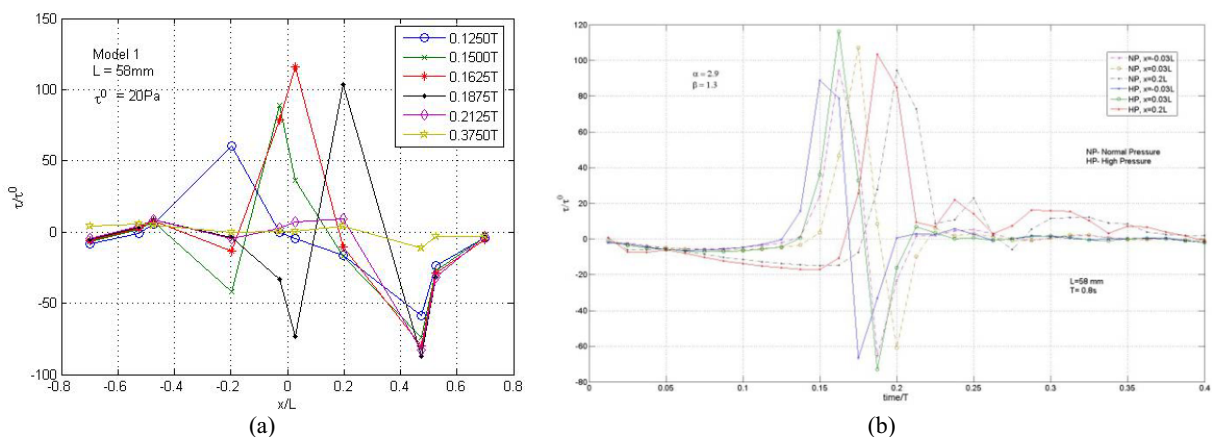 150
100
50
0
-50
-100
τ/τ⁰
-0.8
-0.6
-0.4
-0.2
0
0.2
0.4
0.6
0.8
x/L
Model 1
L = 58mm
τ⁰ = 20Pa
0.1250T
0.1500T
0.1625T
0.1875T
0.2125T
0.3750T
(a)
120
100
80
60
40
20
0
-20
-40
-60
-80
τ/τ⁰
0
0.05
0.1
0.15
0.2
0.25
0.3
0.35
0.4
time/T
α = 2.9
β = 1.3
NP, x=-0.03L
NP, x=0.03L
NP, x=0.2L
HP, x=-0.03L
HP, x=0.03L
HP, x=0.2L
NP- Normal Pressure
HP- High Pressure
L=58 mm
T= 0.8s
(b)